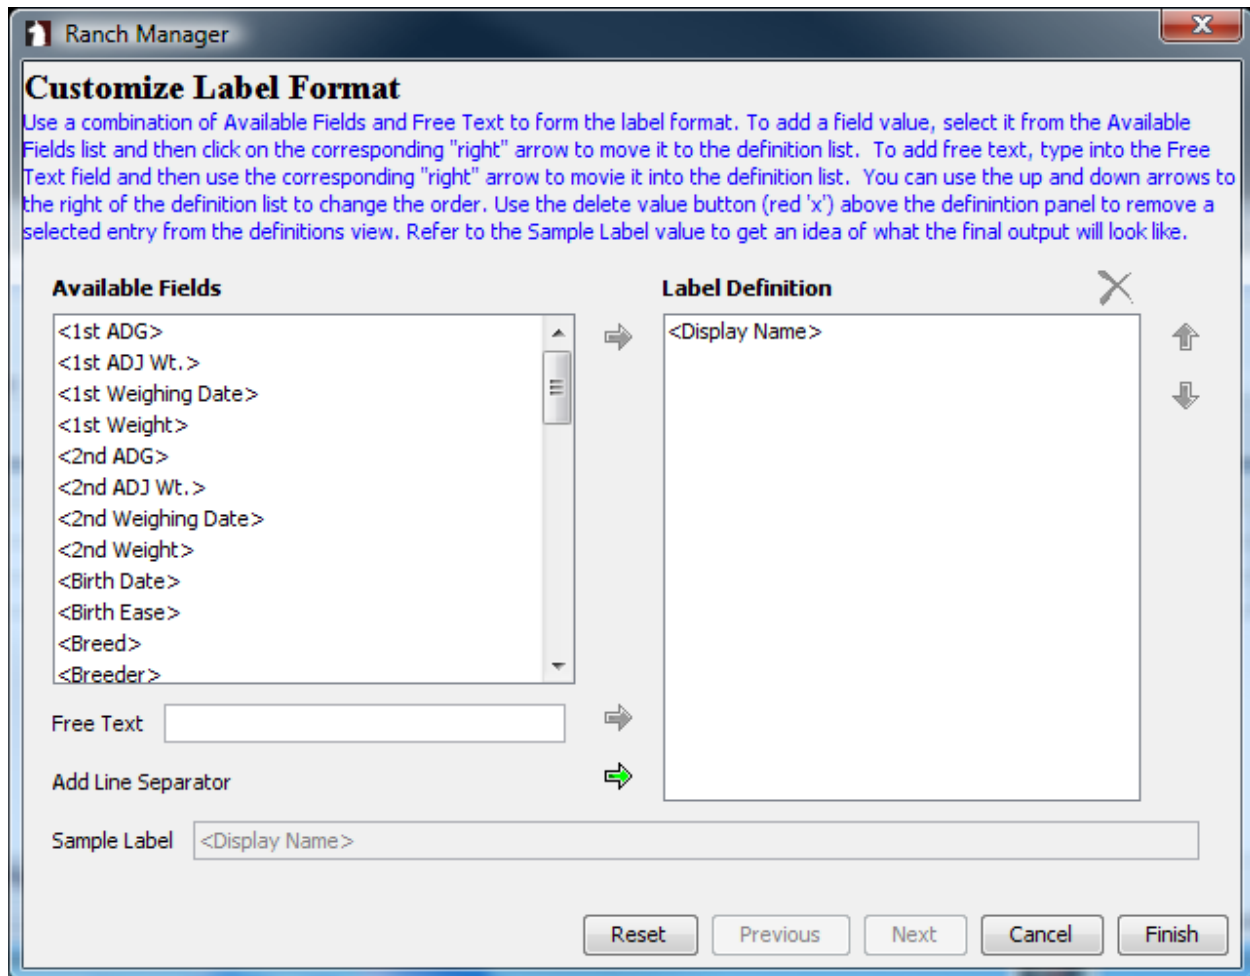 Ranch Manager
Customize Label Format
Use a combination of Available Fields and Free Text to form the label format. To add a field value, select it from the Available
Fields list and then click on the corresponding "right" arrow to move it to the definition list.  To add free text, type into the Free
Text field and then use the corresponding "right" arrow to movie it into the definition list.  You can use the up and down arrows to
the right of the definition list to change the order. Use the delete value button (red 'x') above the definintion panel to remove a
selected entry from the definitions view. Refer to the Sample Label value to get an idea of what the final output will look like.
Available Fields
<1st ADG>
<1st ADJ Wt.>
<1st Weighing Date>
<1st Weight>
<2nd ADG>
<2nd ADJ Wt.>
<2nd Weighing Date>
<2nd Weight>
<Birth Date>
<Birth Ease>
<Breed>
<Breeder>
Label Definition
<Display Name>
Free Text
Add Line Separator
Sample Label <Display Name>
Reset Previous Next Cancel Finish